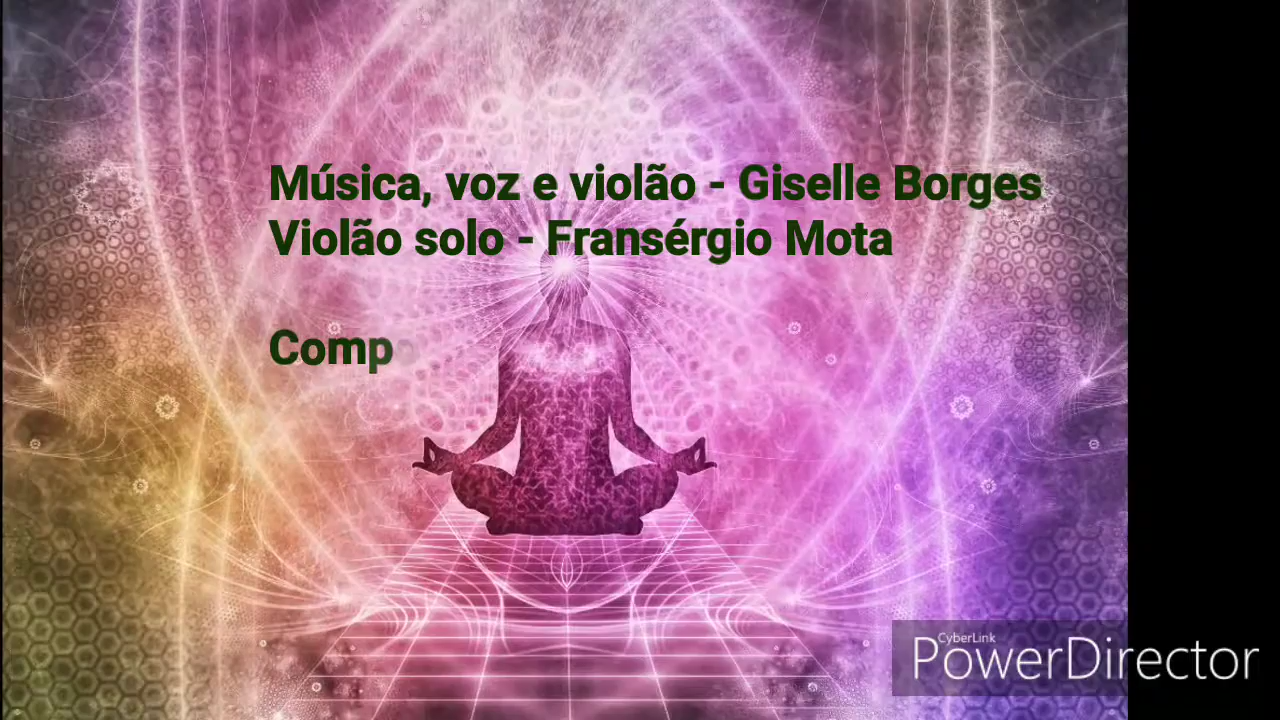 Música, voz e violão - Giselle Borges
Violão solo - Fransérgio Mota
Comp
CyberLink
PowerDirector